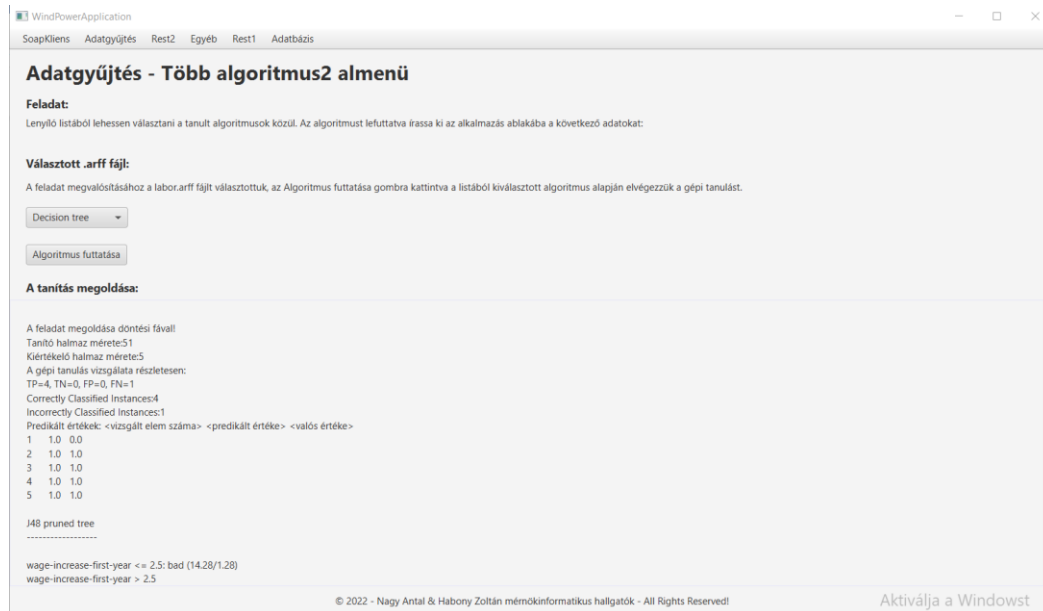 WindPowerApplication
SoapKliens Adatgyűjtés Rest2 Egyéb Rest1 Adatbázis
Adatgyűjtés - Több algoritmus2 almenü
Feladat:
Lenyíló listából lehessen választani a tanult algoritmusok közül. Az algoritmust lefuttatva írassa ki az alkalmazás ablakába a következő adatokat:
Választott .arff fájl:
A feladat megvalósításához a labor.arff fájlt választottuk, az Algoritmus futtatása gombra kattintva a listából kiválasztott algoritmus alapján elvégezzük a gépi tanulást.
Decision tree
Algoritmus futtatása
A tanítás megoldása:
A feladat megoldása döntési fával!
Tanító halmaz mérete:51
Kiértékelő halmaz mérete:5
A gépi tanulás vizsgálata részletesen:
TP=4, TN=0, FP=0, FN=1
Correctly Classified Instances:4
Incorrectly Classified Instances:1
Predikált értékek: <vizsgált elem száma> <predikált értéke> <valós értéke>
1 1.0 0.0
2 1.0 1.0
3 1.0 1.0
4 1.0 1.0
5 1.0 1.0
J48 pruned tree
------------------
wage-increase-first-year <= 2.5: bad (14.28/1.28)
wage-increase-first-year > 2.5
© 2022 - Nagy Antal & Habony Zoltán mérnökinformatikus hallgatók - All Rights Reserved!
Aktiválja a Windowst